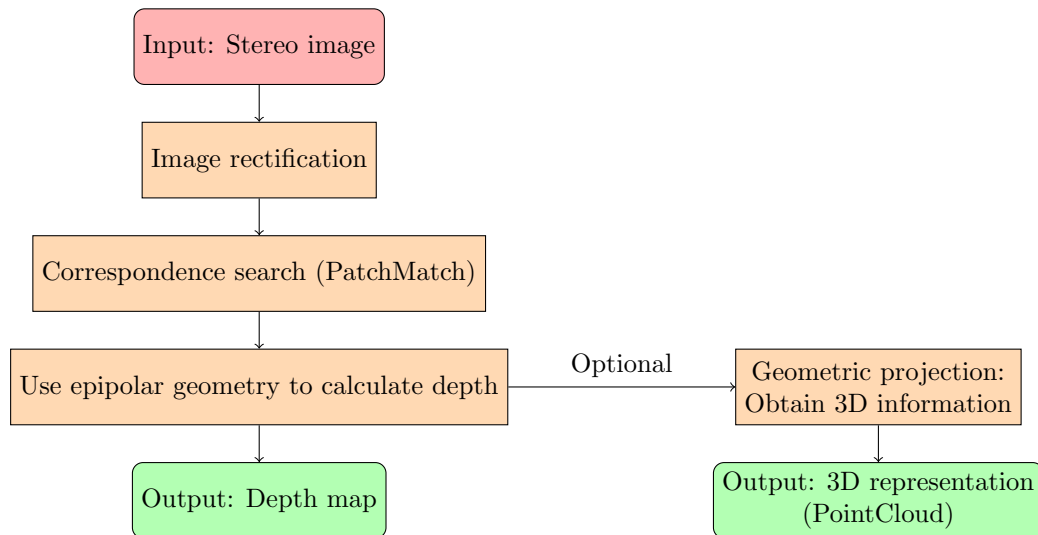 Input: Stereo image
Image rectification
Correspondence search (PatchMatch)
Use epipolar geometry to calculate depth
Optional
Geometric projection:
Obtain 3D information
Output: Depth map
Output: 3D representation
(PointCloud)